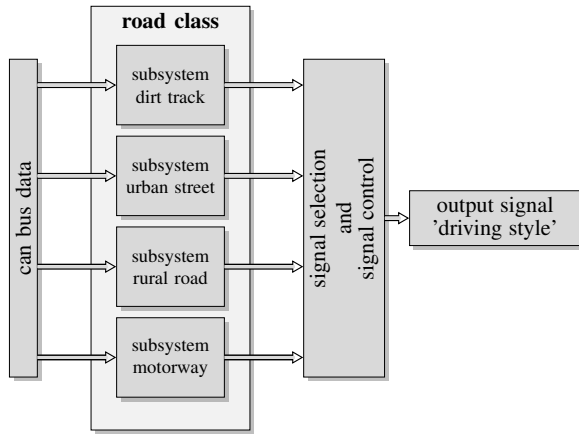 road class
can bus data
subsystem
dirt track
subsystem
urban street
subsystem
rural road
subsystem
motorway
signal selection
and
signal control
output signal
'driving style'